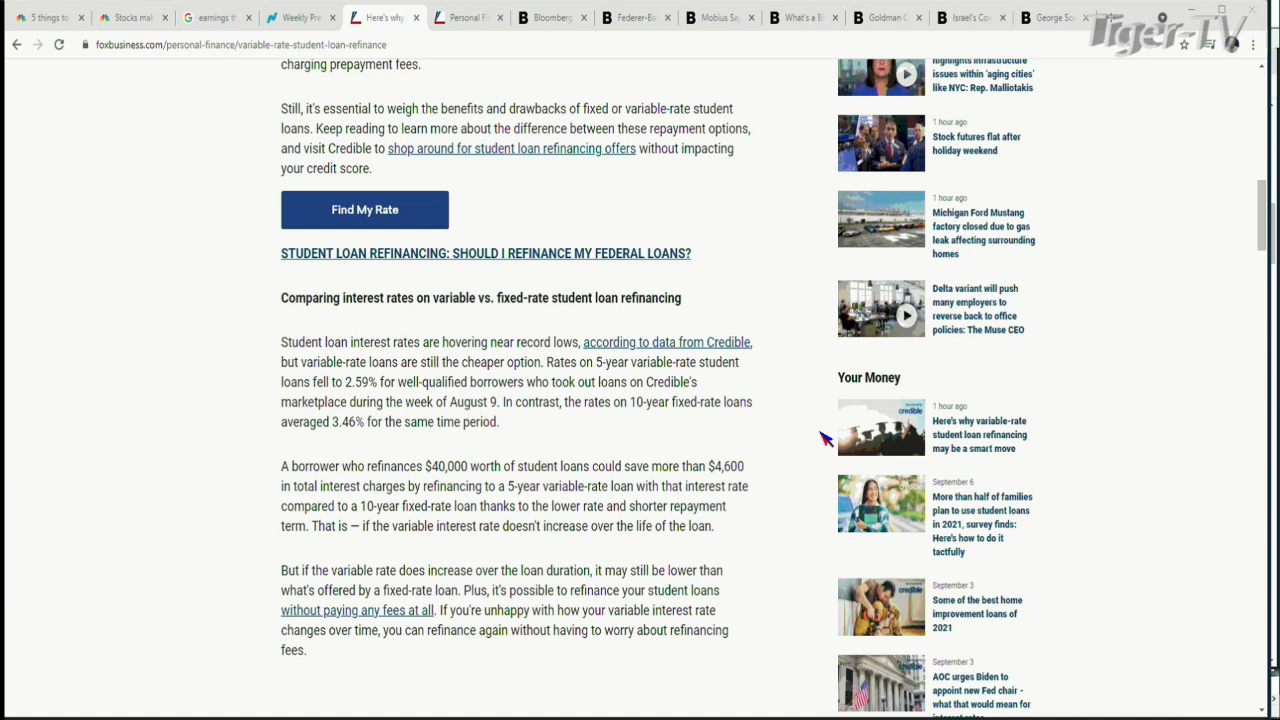 5 things to
Stocks mak
earnings th
Weekly Pre
Here's why
Personal Fi
Bloomberg
Federer-Ba
Mobius Say
What's a B
Goldman C
Israel's Cov
George Sor
Tiger-TV
foxbusiness.com/personal-finance/variable-rate-student-loan-refinance
charging prepayment fees.
Still, it's essential to weigh the benefits and drawbacks of fixed or variable-rate student
loans. Keep reading to learn more about the difference between these repayment options,
and visit Credible to shop around for student loan refinancing offers without impacting
your credit score.
Find My Rate
STUDENT LOAN REFINANCING: SHOULD I REFINANCE MY FEDERAL LOANS?
Comparing interest rates on variable vs. fixed-rate student loan refinancing
Student loan interest rates are hovering near record lows, according to data from Credible,
but variable-rate loans are still the cheaper option. Rates on 5-year variable-rate student
loans fell to 2.59% for well-qualified borrowers who took out loans on Credible's
marketplace during the week of August 9. In contrast, the rates on 10-year fixed-rate loans
averaged 3.46% for the same time period.
A borrower who refinances $40,000 worth of student loans could save more than $4,600
in total interest charges by refinancing to a 5-year variable-rate loan with that interest rate
compared to a 10-year fixed-rate loan thanks to the lower rate and shorter repayment
term. That is — if the variable interest rate doesn't increase over the life of the loan.
But if the variable rate does increase over the loan duration, it may still be lower than
what's offered by a fixed-rate loan. Plus, it's possible to refinance your student loans
without paying any fees at all. If you're unhappy with how your variable interest rate
changes over time, you can refinance again without having to worry about refinancing
fees.
highlights infrastructure
issues within 'aging cities'
like NYC: Rep. Malliotakis
1 hour ago
Stock futures flat after
holiday weekend
1 hour ago
Michigan Ford Mustang
factory closed due to gas
leak affecting surrounding
homes
Delta variant will push
many employers to
reverse back to office
policies: The Muse CEO
Your Money
credible
1 hour ago
Here's why variable-rate
student loan refinancing
may be a smart move
September 6
More than half of families
plan to use student loans
in 2021, survey finds:
Here's how to do it
tactfully
credible
September 3
Some of the best home
improvement loans of
2021
September 3
AOC urges Biden to
appoint new Fed chair -
what that would mean for
interest rates